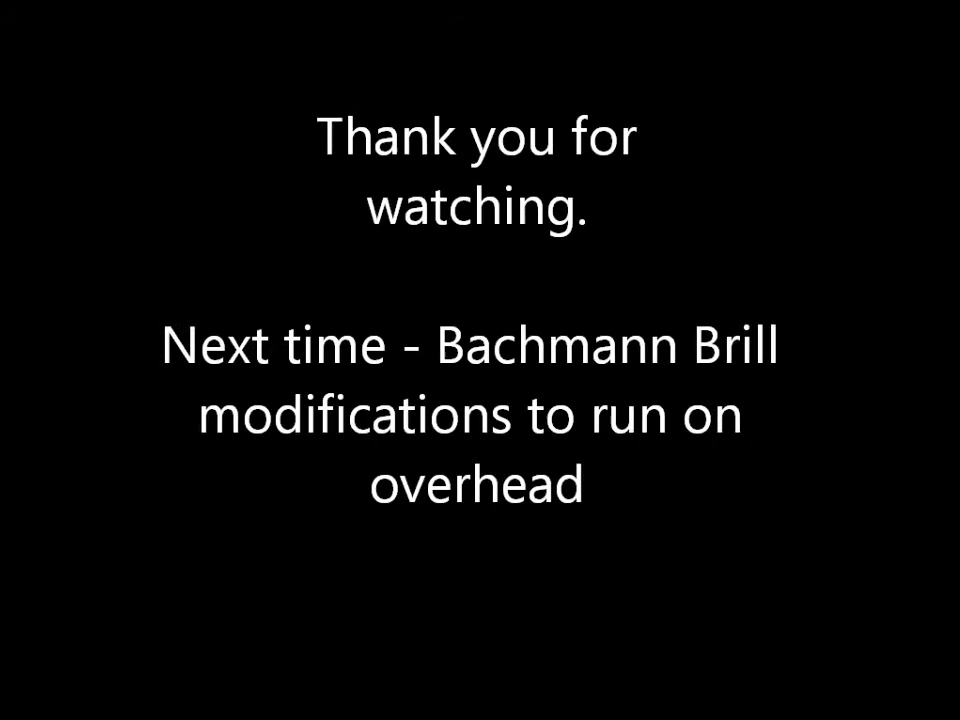 Thank you for
watching.
Next time - Bachmann Brill
modifications to run on
overhead